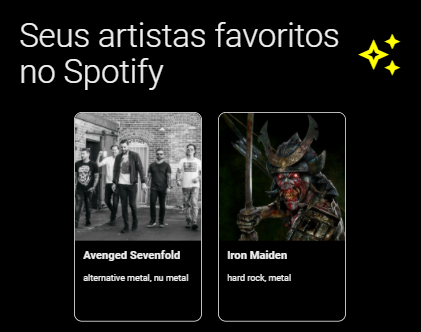 Seus artistas favoritos
no Spotify
Avenged Sevenfold
alternative metal, nu metal
Iron Maiden
hard rock, metal